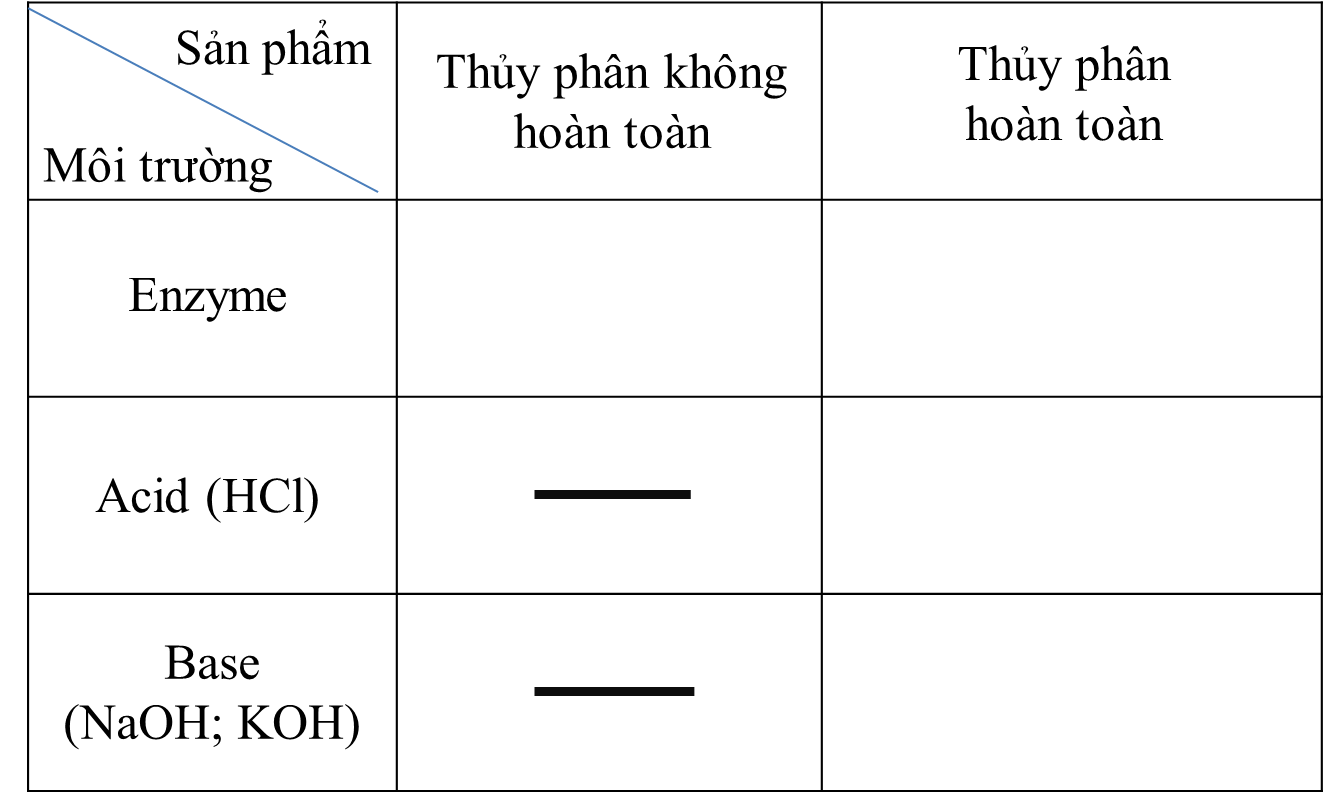 Sản phẩm
Môi trường
Thủy phân không
hoàn toàn
Thủy phân
hoàn toàn
Enzyme
Acid (HCl)
Base
(NaOH; KOH)